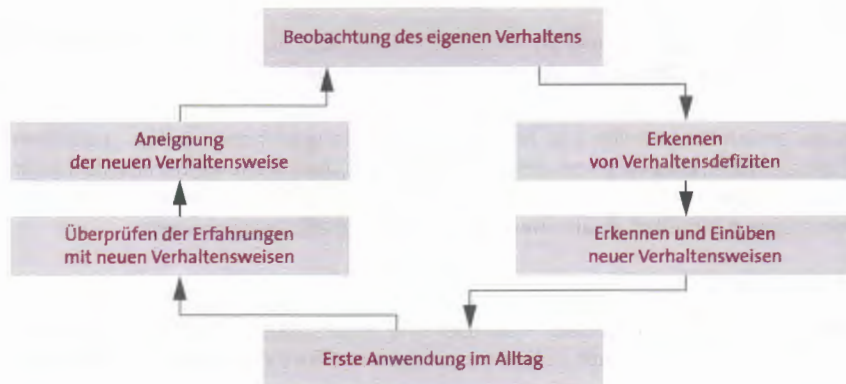 Beobachtung des eigenen Verhaltens
Erkennen
von Verhaltensdefiziten
Erkennen und Einüben
neuer Verhaltensweisen
Erste Anwendung im Alltag
Überprüfen der Erfahrungen
mit neuen Verhaltensweisen
Aneignung
der neuen Verhaltensweise